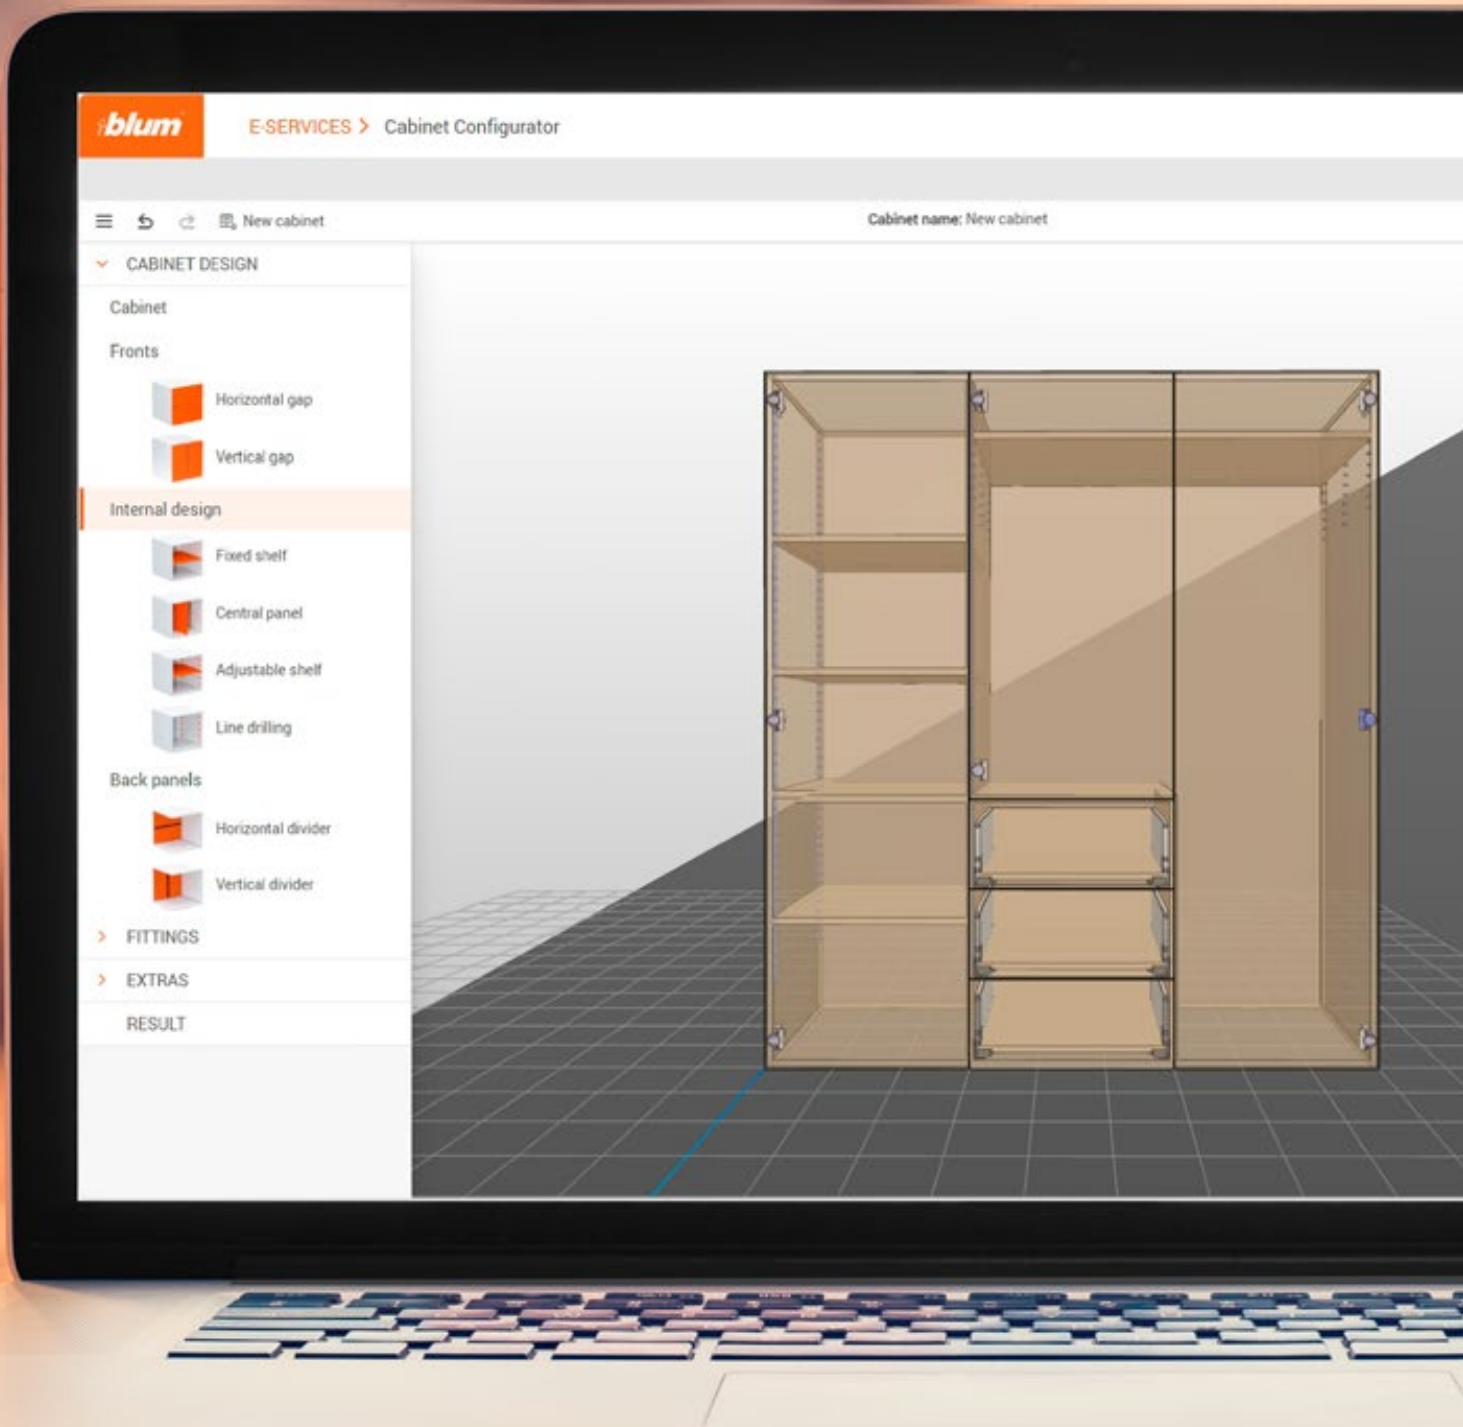 blum
E-SERVICES > Cabinet Configurator
New cabinet
Cabinet name: New cabinet
CABINET DESIGN
Cabinet
Fronts
Horizontal gap
Vertical gap
Internal design
Fixed shelf
Central panel
Adjustable shelf
Line drilling
Back panels
Horizontal divider
Vertical divider
FITTINGS
EXTRAS
RESULT